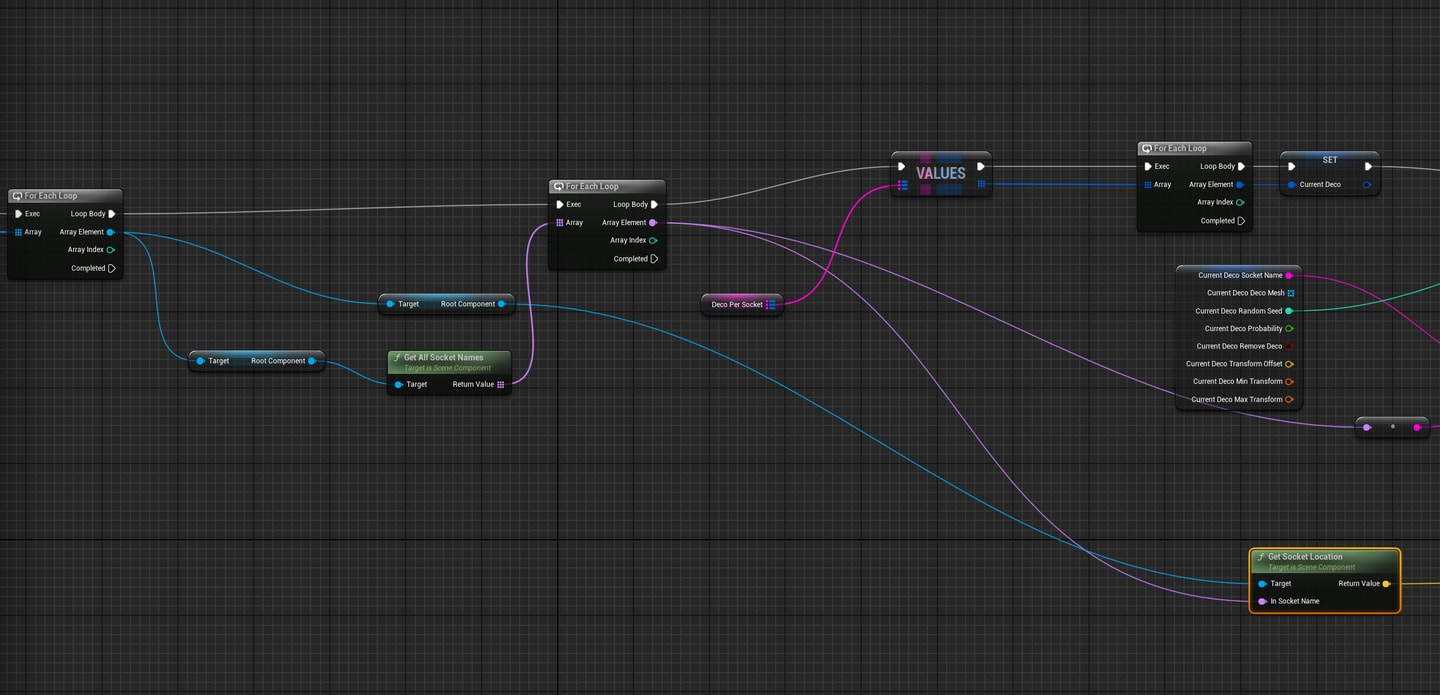 For Each Loop
Exec Loop Body
Array Array Element
Array Index
Completed
Target Root Component
Target Root Component
Get All Socket Names
Target is Scene Component
Target Return Value
For Each Loop
Exec Loop Body
Array Array Element
Array Index
Completed
Deco Per Socket
VALUES
For Each Loop
Exec Loop Body
Array Array Element
Array Index
Completed
SET
Current Deco
Current Deco Socket Name
Current Deco Deco Mesh
Current Deco Random Seed
Current Deco Probability
Current Deco Remove Deco
Current Deco Transform Offset
Current Deco Min Transform
Current Deco Max Transform
Get Socket Location
Target is Scene Component
Target Return Value
In Socket Name